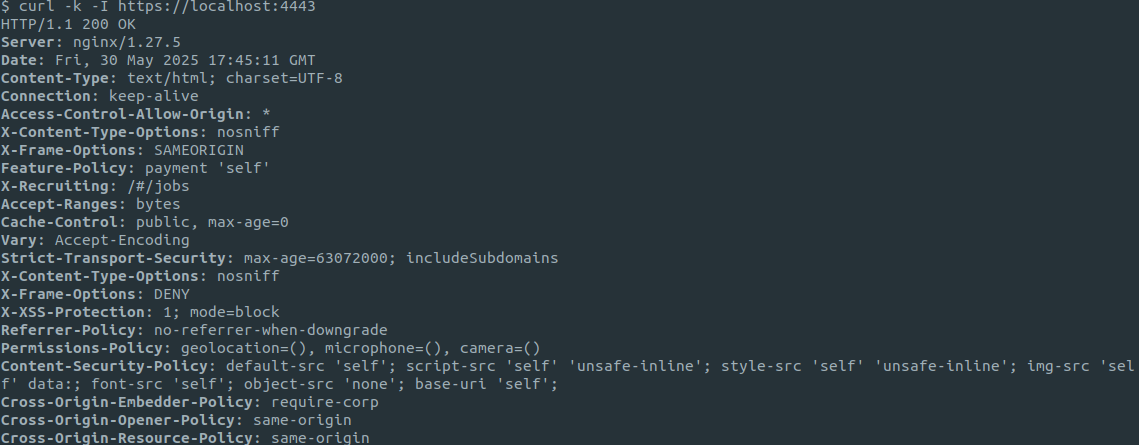 $ curl -k -I https://localhost:4443
HTTP/1.1 200 OK
Server: nginx/1.27.5
Date: Fri, 30 May 2025 17:45:11 GMT
Content-Type: text/html; charset=UTF-8
Connection: keep-alive
Access-Control-Allow-Origin: *
X-Content-Type-Options: nosniff
X-Frame-Options: SAMEORIGIN
Feature-Policy: payment 'self'
X-Recruiting: /#/jobs
Accept-Ranges: bytes
Cache-Control: public, max-age=0
Vary: Accept-Encoding
Strict-Transport-Security: max-age=63072000; includeSubdomains
X-Content-Type-Options: nosniff
X-Frame-Options: DENY
X-XSS-Protection: 1; mode=block
Referrer-Policy: no-referrer-when-downgrade
Permissions-Policy: geolocation=(), microphone=(), camera=()
Content-Security-Policy: default-src 'self'; script-src 'self' 'unsafe-inline'; style-src 'self' 'unsafe-inline'; img-src 'sel
f' data:; font-src 'self'; object-src 'none'; base-uri 'self';
Cross-Origin-Embedder-Policy: require-corp
Cross-Origin-Opener-Policy: same-origin
Cross-Origin-Resource-Policy: same-origin